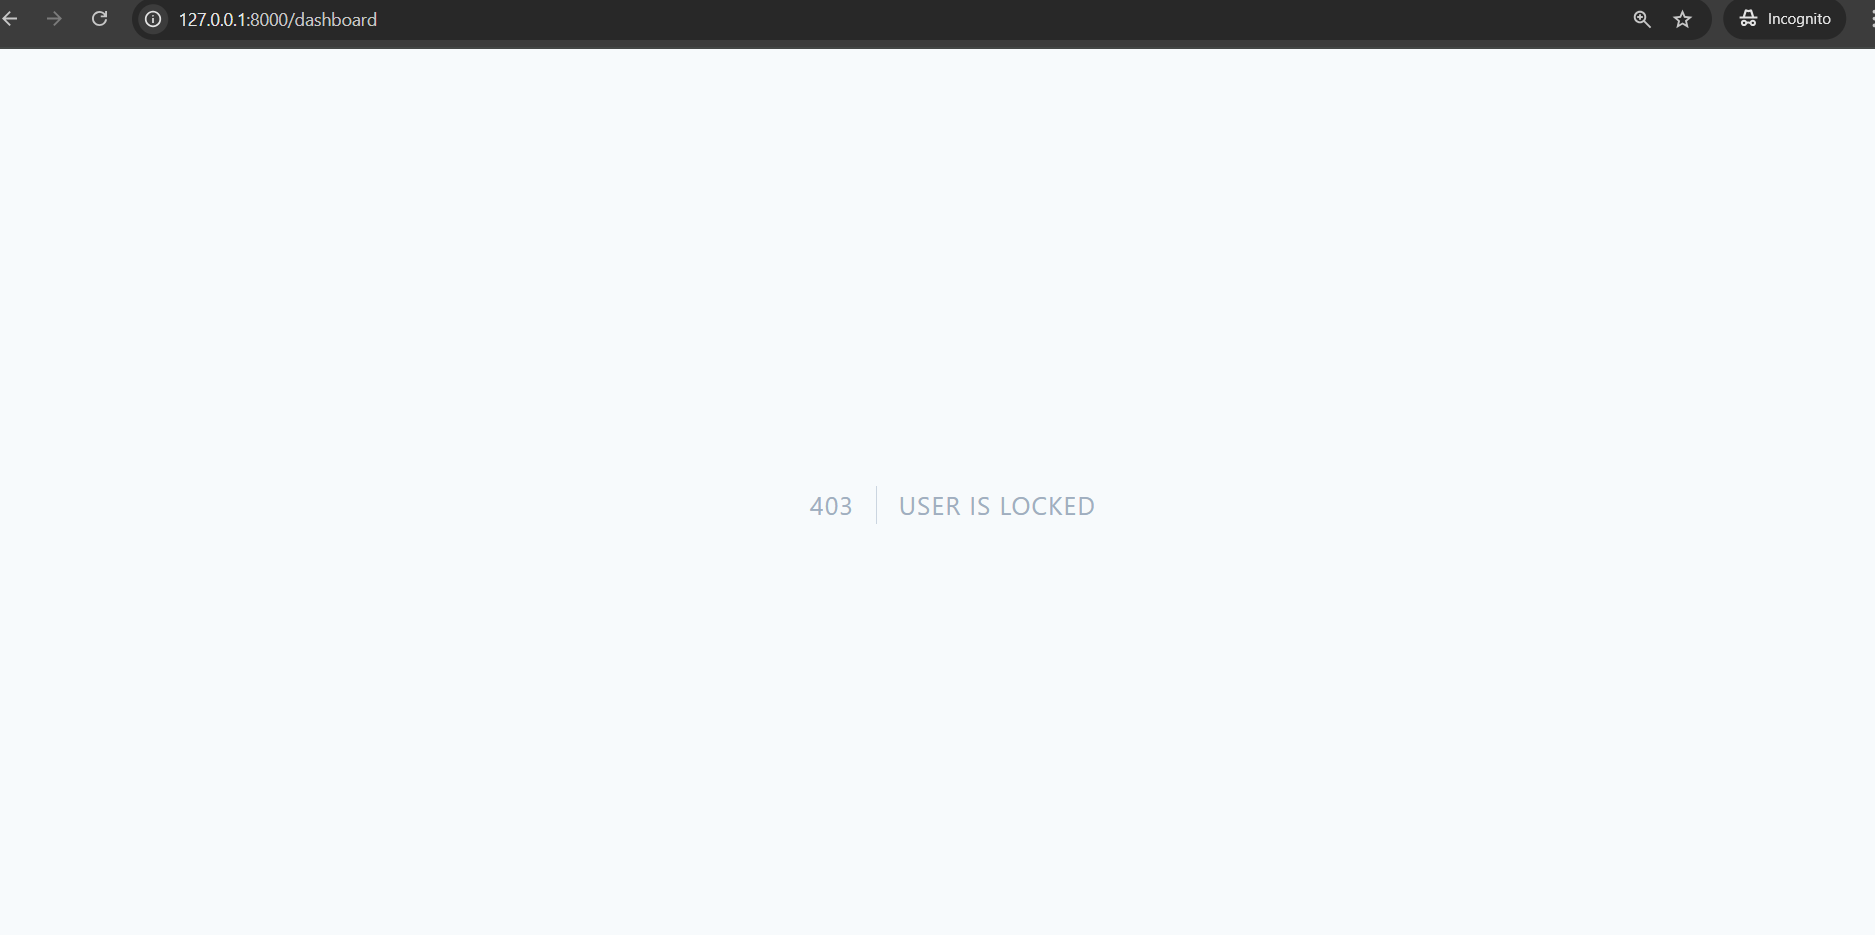 127.0.0.1:8000/dashboard
Incognito
403
USER IS LOCKED